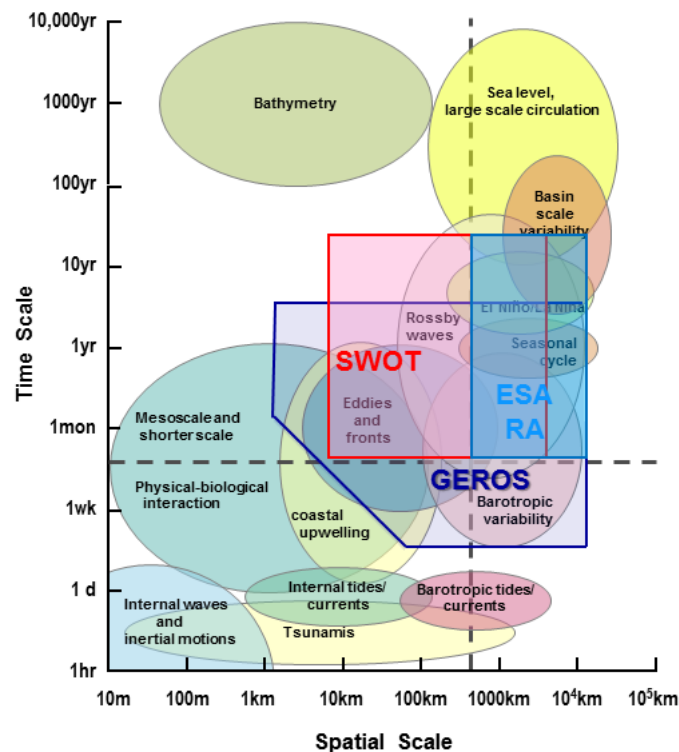 10,000yr
1000yr
100yr
10yr
1yr
1mon
1wk
1 d
1hr
Time Scale
Bathymetry
Sea level,
large scale circulation
Basin
scale
variability
El Niño/La Niña
Rossby
waves
Seasonal
cycle
SWOT
ESA
RA
Eddies
and
fronts
Mesoscale and
shorter scale
GEROS
Physical-biological
interaction
Barotropic
variability
coastal
upwelling
Internal tides/
currents
Barotropic tides/
currents
Internal waves
and
inertial motions
Tsunamis
10m
100m
1km
10km
100km
1000km
10⁴km
10⁵km
Spatial Scale